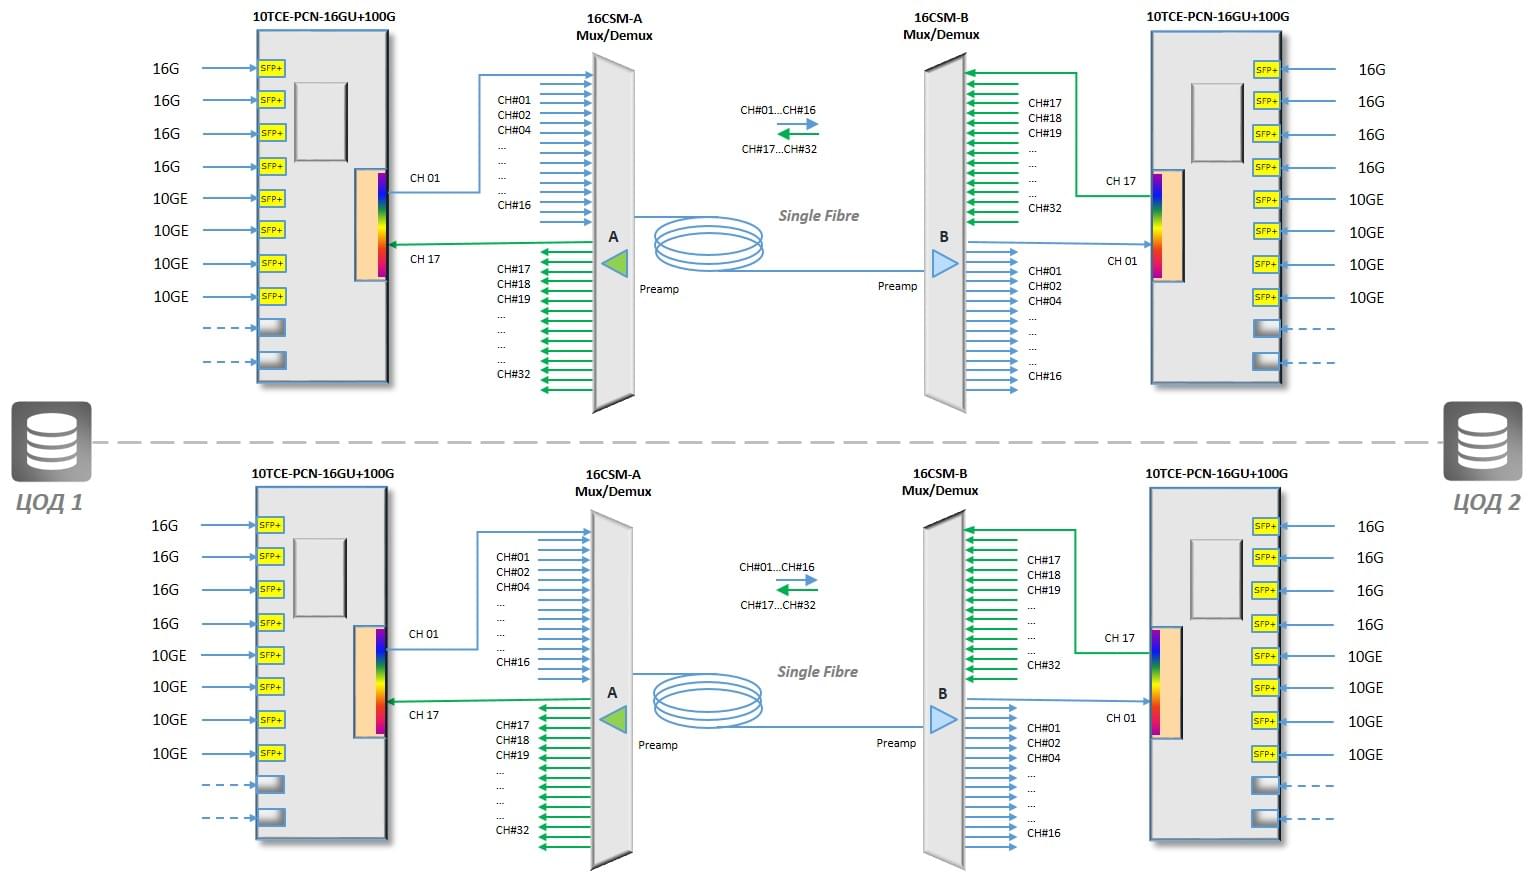 10TCE-PCN-16GU+100G
16CSM-A
Mux/Demux
16CSM-B
Mux/Demux
10TCE-PCN-16GU+100G
16G
16G
16G
16G
10GE
10GE
10GE
10GE
SFP+
SFP+
SFP+
SFP+
SFP+
SFP+
SFP+
SFP+
CH 01
CH 17
CH#01
CH#02
CH#04
...
...
...
...
CH#16
CH#17
CH#18
CH#19
...
...
...
...
CH#32
A
Preamp
CH#01...CH#16
CH#17...CH#32
Single Fibre
B
Preamp
CH#17
CH#18
CH#19
...
...
...
...
CH#32
CH#01
CH#02
CH#04
...
...
...
...
CH#16
CH 17
CH 01
SFP+
SFP+
SFP+
SFP+
SFP+
SFP+
SFP+
SFP+
16G
16G
16G
16G
10GE
10GE
10GE
10GE
ЦОД 1
ЦОД 2
10TCE-PCN-16GU+100G
16CSM-A
Mux/Demux
16CSM-B
Mux/Demux
10TCE-PCN-16GU+100G
16G
16G
16G
16G
10GE
10GE
10GE
10GE
SFP+
SFP+
SFP+
SFP+
SFP+
SFP+
SFP+
SFP+
CH 01
CH 17
CH#01
CH#02
CH#04
...
...
...
...
CH#16
CH#17
CH#18
CH#19
...
...
...
...
CH#32
A
Preamp
CH#01...CH#16
CH#17...CH#32
Single Fibre
B
Preamp
CH#17
CH#18
CH#19
...
...
...
...
CH#32
CH#01
CH#02
CH#04
...
...
...
...
CH#16
CH 17
CH 01
SFP+
SFP+
SFP+
SFP+
SFP+
SFP+
SFP+
SFP+
16G
16G
16G
16G
10GE
10GE
10GE
10GE